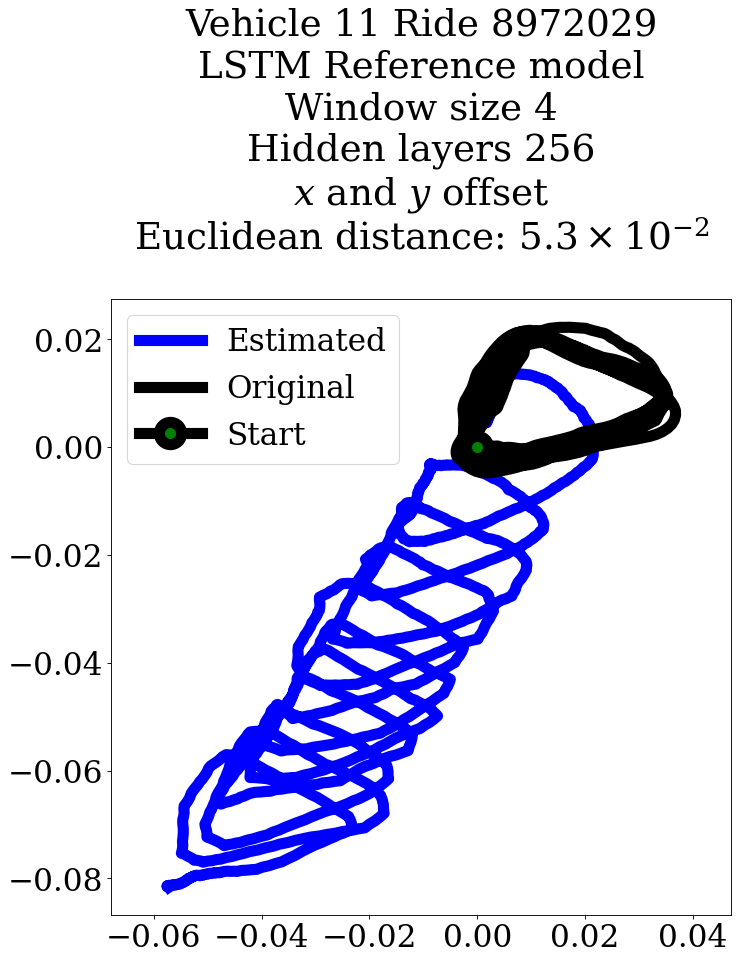 Vehicle 11 Ride 8972029
LSTM Reference model
Window size 4
Hidden layers 256
x and y offset
Euclidean distance: 5.3 × 10⁻²
Estimated
Original
Start
0.02
0.00
−0.02
−0.04
−0.06
−0.08
−0.06 −0.04 −0.02 0.00 0.02 0.04